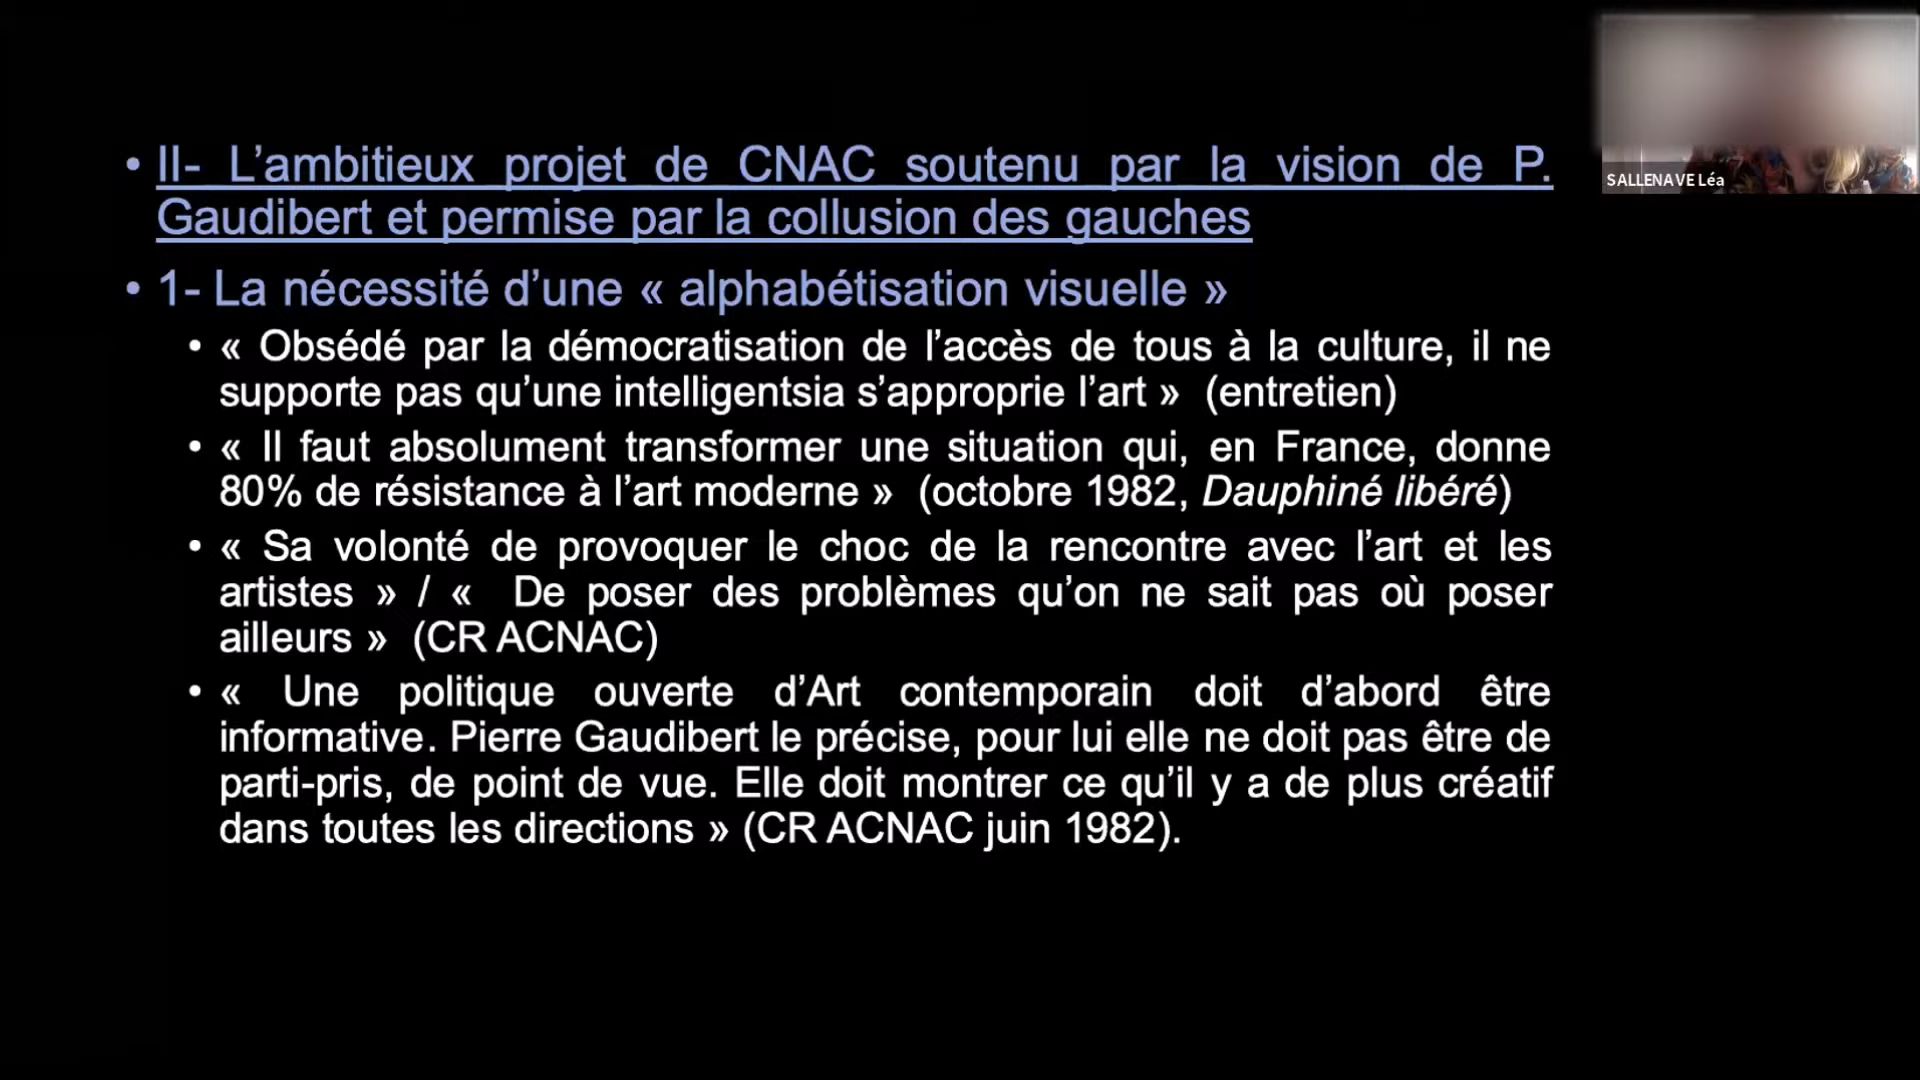 • II- L’ambitieux projet de CNAC soutenu par la vision de P.
Gaudibert et permise par la collusion des gauches
• 1- La nécessité d’une « alphabétisation visuelle »
• « Obsédé par la démocratisation de l’accès de tous à la culture, il ne
supporte pas qu’une intelligentsia s’approprie l’art » (entretien)
• « Il faut absolument transformer une situation qui, en France, donne
80% de résistance à l’art moderne » (octobre 1982, Dauphiné libéré)
• « Sa volonté de provoquer le choc de la rencontre avec l’art et les
artistes » / « De poser des problèmes qu’on ne sait pas où poser
ailleurs » (CR ACNAC)
• « Une politique ouverte d’Art contemporain doit d’abord être
informative. Pierre Gaudibert le précise, pour lui elle ne doit pas être de
parti-pris, de point de vue. Elle doit montrer ce qu’il y a de plus créatif
dans toutes les directions » (CR ACNAC juin 1982).
SALLENAVE Léa